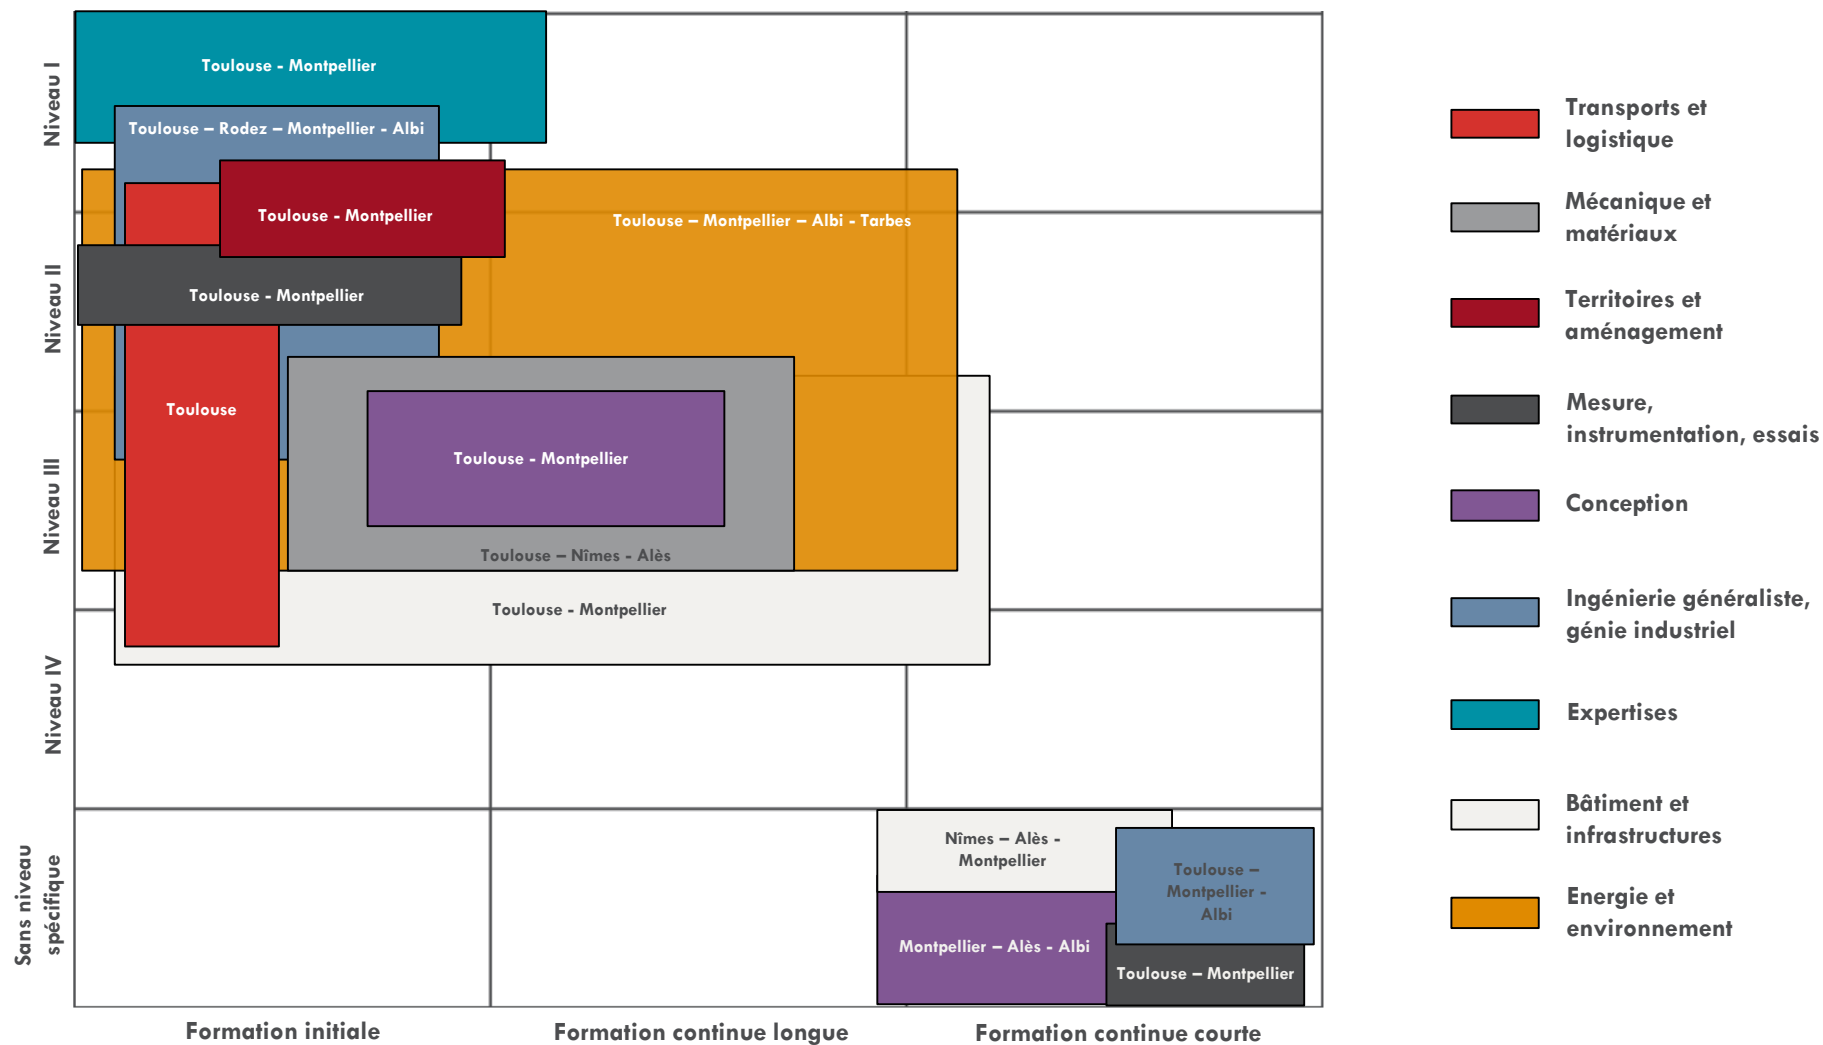 Niveau I
Niveau II
Niveau III
Niveau IV
Sans niveau
spécifique
Toulouse - Montpellier
Toulouse – Rodez – Montpellier - Albi
Toulouse - Montpellier
Toulouse – Montpellier – Albi - Tarbes
Toulouse - Montpellier
Toulouse
Toulouse - Montpellier
Toulouse – Nîmes - Alès
Toulouse - Montpellier
Nîmes – Alès -
Montpellier
Toulouse –
Montpellier -
Albi
Montpellier – Alès - Albi
Toulouse – Montpellier
Formation initiale
Formation continue longue
Formation continue courte
Transports et
logistique
Mécanique et
matériaux
Territoires et
aménagement
Mesure,
instrumentation, essais
Conception
Ingénierie généraliste,
génie industriel
Expertises
Bâtiment et
infrastructures
Energie et
environnement